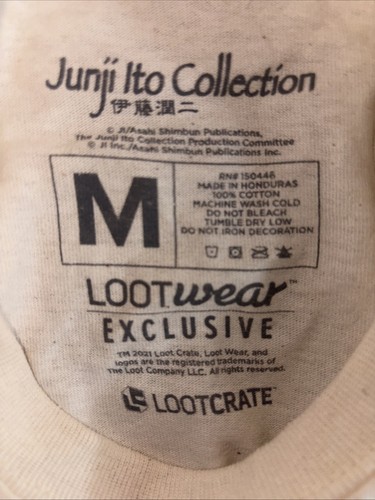 Junji Ito Collection
伊藤潤二
© JI/Asahi Shimbun Publications,
The Junji Ito Collection Production Committee
© JI Inc./Asahi Shimbun Publications Inc.
M
RN# 150446
MADE IN HONDURAS
100% COTTON
MACHINE WASH COLD
DO NOT BLEACH
TUMBLE DRY LOW
DO NOT IRON DECORATION
LOOTwear™
EXCLUSIVE
TM 2021 Loot Crate, Loot Wear, and
logos are the registered trademarks of
The Loot Company LLC. All rights reserved.
LOOTCRATE™